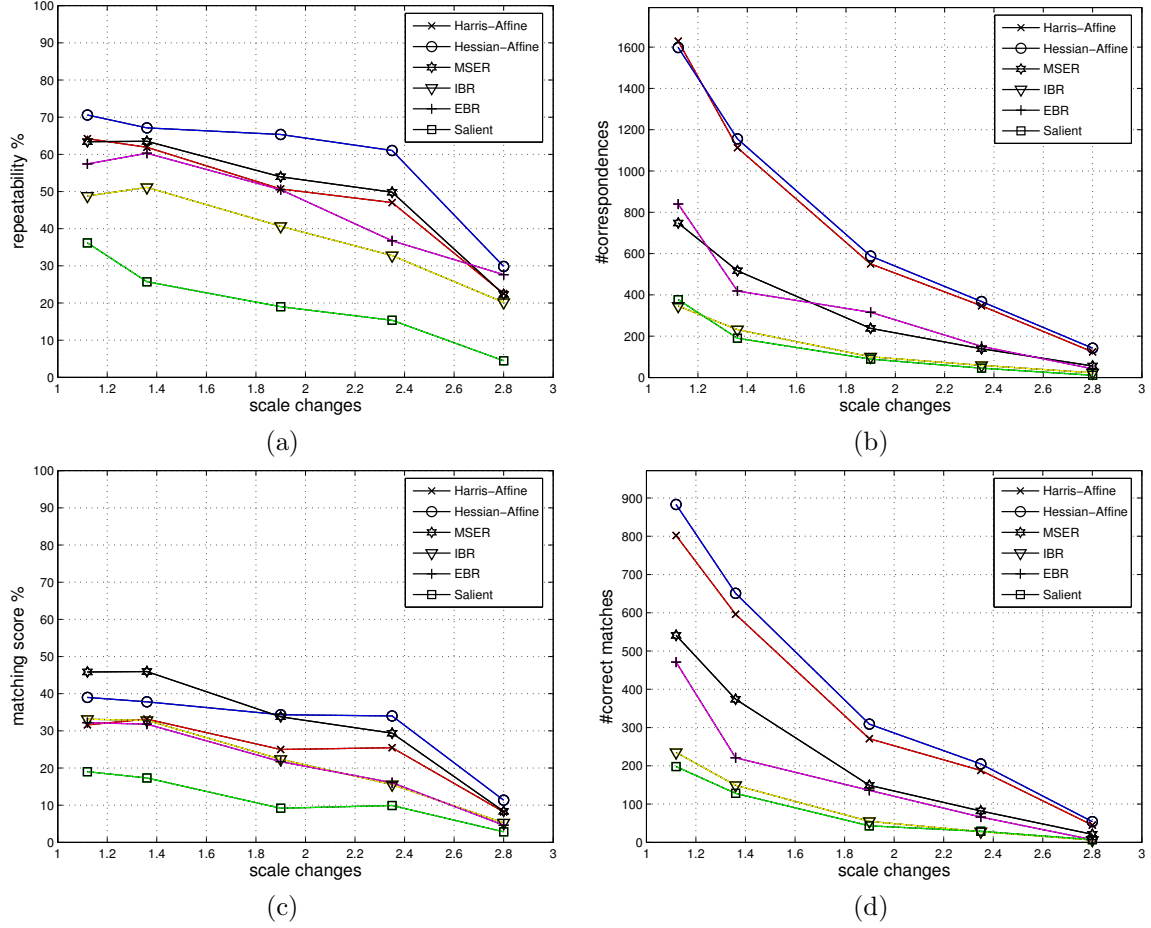 100
90
80
70
60
50
40
30
20
10
0
repeatability %
1
1.2
1.4
1.6
1.8
2
2.2
2.4
2.6
2.8
3
scale changes
Harris−Affine
Hessian−Affine
MSER
IBR
EBR
Salient
(a)
1600
1400
1200
1000
800
600
400
200
0
#correspondences
1
1.2
1.4
1.6
1.8
2
2.2
2.4
2.6
2.8
3
scale changes
Harris−Affine
Hessian−Affine
MSER
IBR
EBR
Salient
(b)
100
90
80
70
60
50
40
30
20
10
0
matching score %
1
1.2
1.4
1.6
1.8
2
2.2
2.4
2.6
2.8
3
scale changes
Harris−Affine
Hessian−Affine
MSER
IBR
EBR
Salient
(c)
900
800
700
600
500
400
300
200
100
0
#correct matches
1
1.2
1.4
1.6
1.8
2
2.2
2.4
2.6
2.8
3
scale changes
Harris−Affine
Hessian−Affine
MSER
IBR
EBR
Salient
(d)